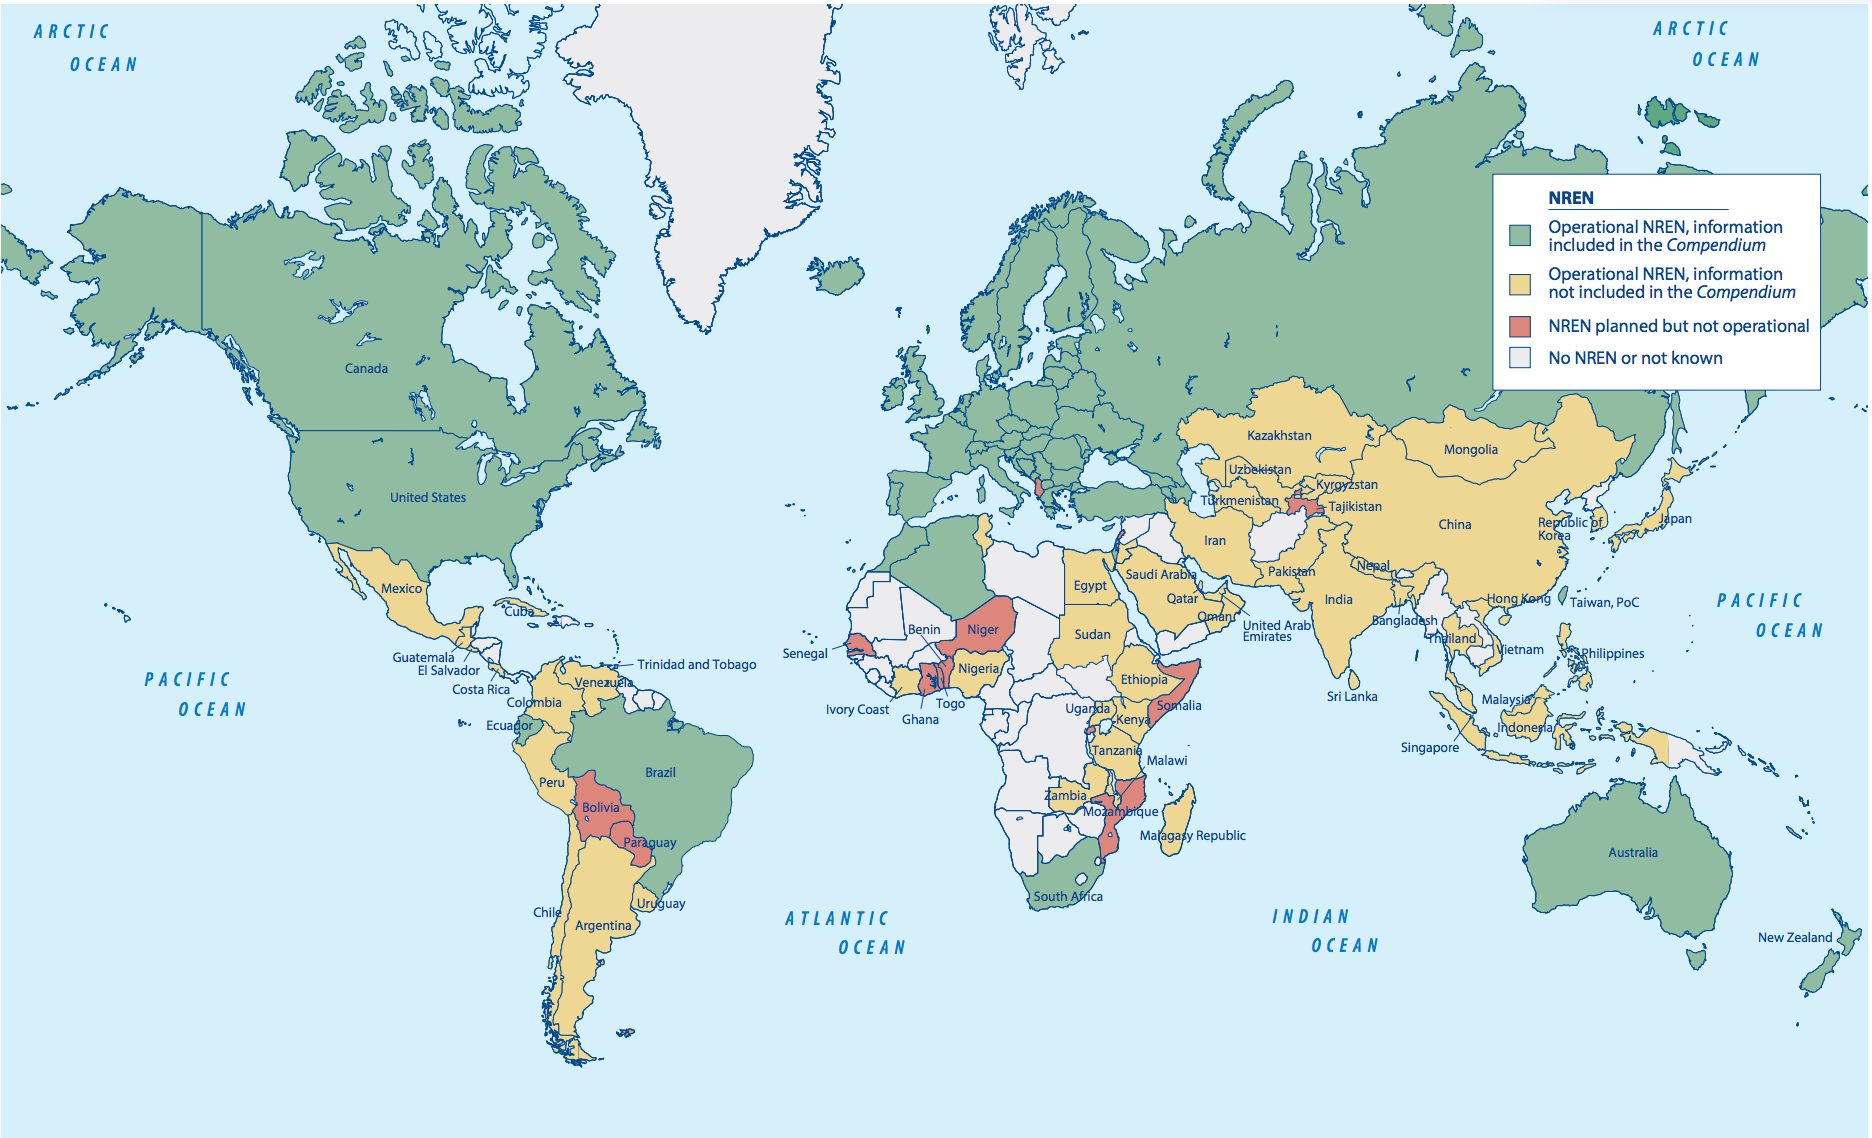 ARCTIC
OCEAN
ARCTIC
OCEAN
NREN
Operational NREN, information
included in the Compendium
Operational NREN, information
not included in the Compendium
NREN planned but not operational
No NREN or not known
Canada
United States
Mexico
Cuba
Guatemala
El Salvador
Costa Rica
Trinidad and Tobago
Venezuela
Colombia
Ecuador
Peru
Brazil
Bolivia
Paraguay
Uruguay
Chile
Argentina
PACIFIC
OCEAN
ATLANTIC
OCEAN
Senegal
Benin
Niger
Nigeria
Ivory Coast
Ghana
Togo
Egypt
Sudan
Ethiopia
Somalia
Uganda
Kenya
Tanzania
Malawi
Zambia
Mozambique
Malagasy Republic
South Africa
Kazakhstan
Uzbekistan
Kyrgyzstan
Turkmenistan
Tajikistan
Mongolia
China
Republic of
Korea
Japan
Iran
Saudi Arabia
Qatar
Oman
United Arab
Emirates
Pakistan
Nepal
India
Bangladesh
Sri Lanka
Hong Kong
Taiwan, PoC
Thailand
Vietnam
Philippines
Malaysia
Indonesia
Singapore
PACIFIC
OCEAN
INDIAN
OCEAN
Australia
New Zealand